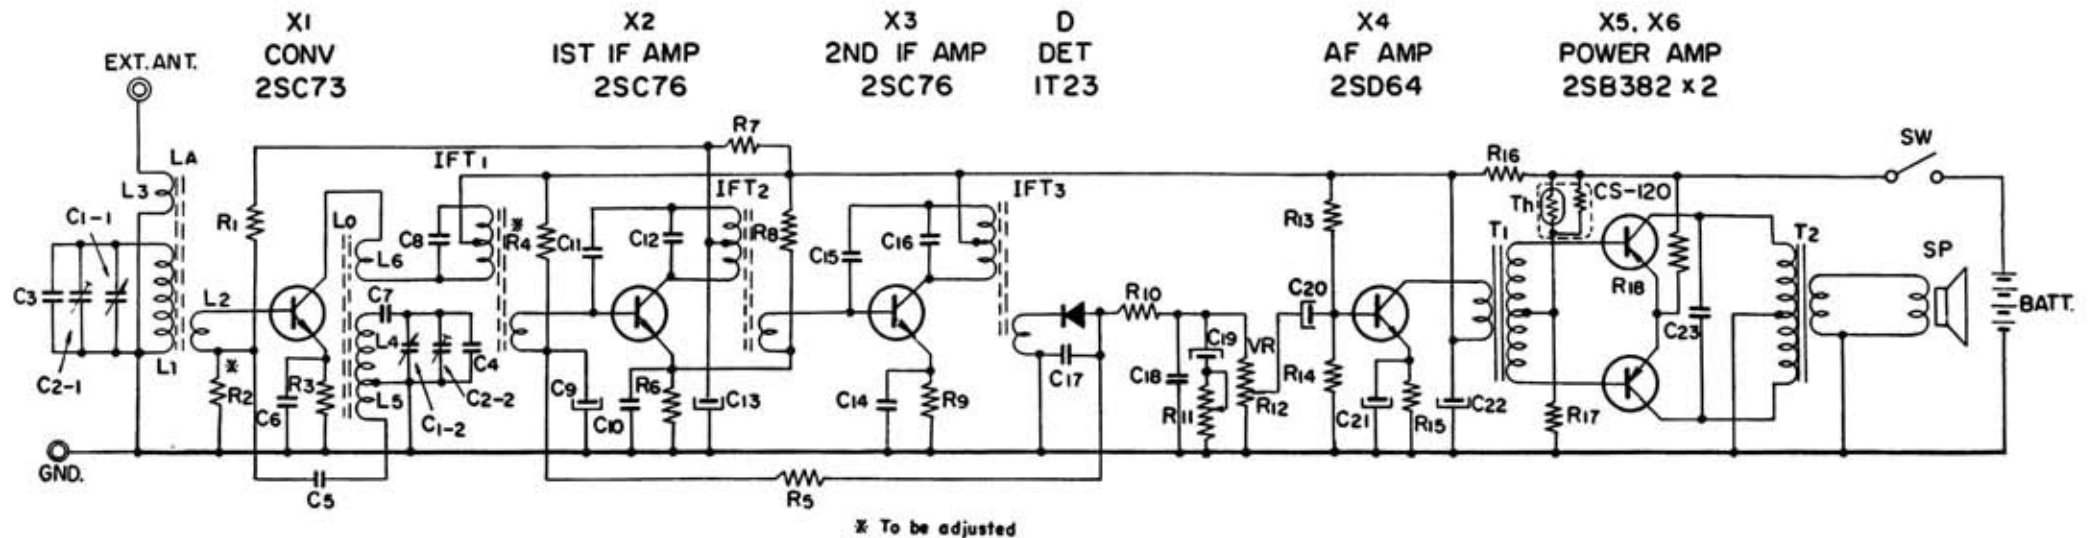 X1
CONV
2SC73
X2
1ST IF AMP
2SC76
X3
2ND IF AMP
2SC76
D
DET
1T23
X4
AF AMP
2SD64
X5, X6
POWER AMP
2SB382 x 2
EXT. ANT.
LA
L3
C1-1
C3
C2-1
L1
L2
R1
※
R2
C6
R3
C5
LO
L6
C7
L4
L5
C4
C1-2
C2-2
IFT1
C8
※
R4
C9
C11
C12
C10
R6
C13
R7
IFT2
R8
C15
C16
C14
R9
R5
IFT3
C17
R10
C18
C19
R11
VR
R12
C20
R13
R14
C21
R15
C22
R16
Th
CS-120
T1
R17
R18
C23
T2
SP
SW
BATT.
GND.
※ To be adjusted